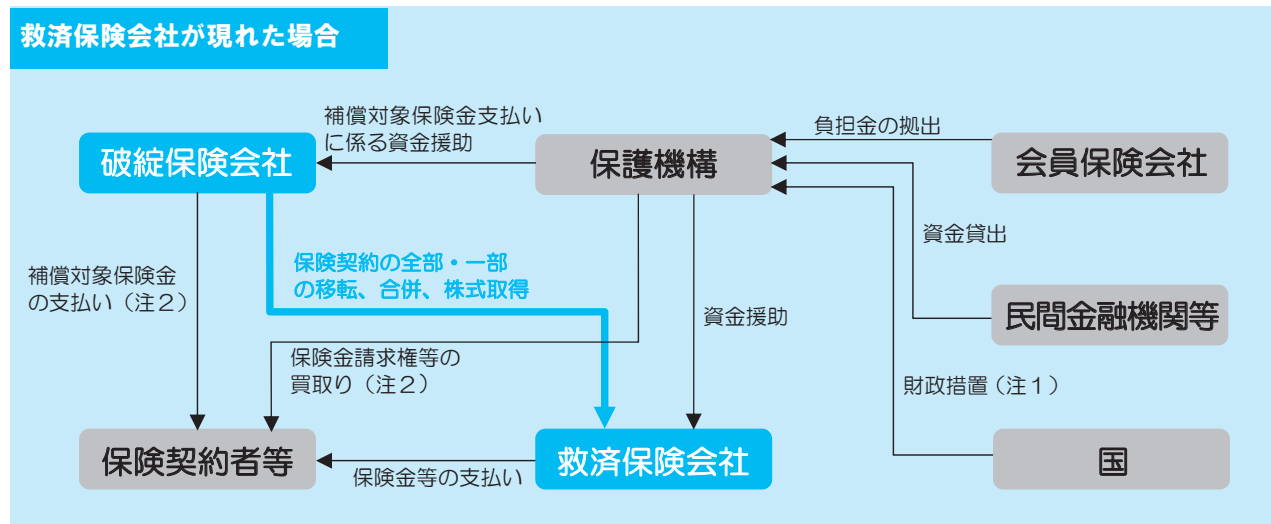 救済保険会社が現れた場合
補償対象保険金支払い
に係る資金援助
負担金の拠出
破綻保険会社
保護機構
会員保険会社
資金貸出
保険契約の全部・一部
の移転、合併、株式取得
補償対象保険金
の支払い（注２）
資金援助
民間金融機関等
保険金請求権等の
買取り（注２）
財政措置（注１）
保険契約者等
保険金等の支払い
救済保険会社
国